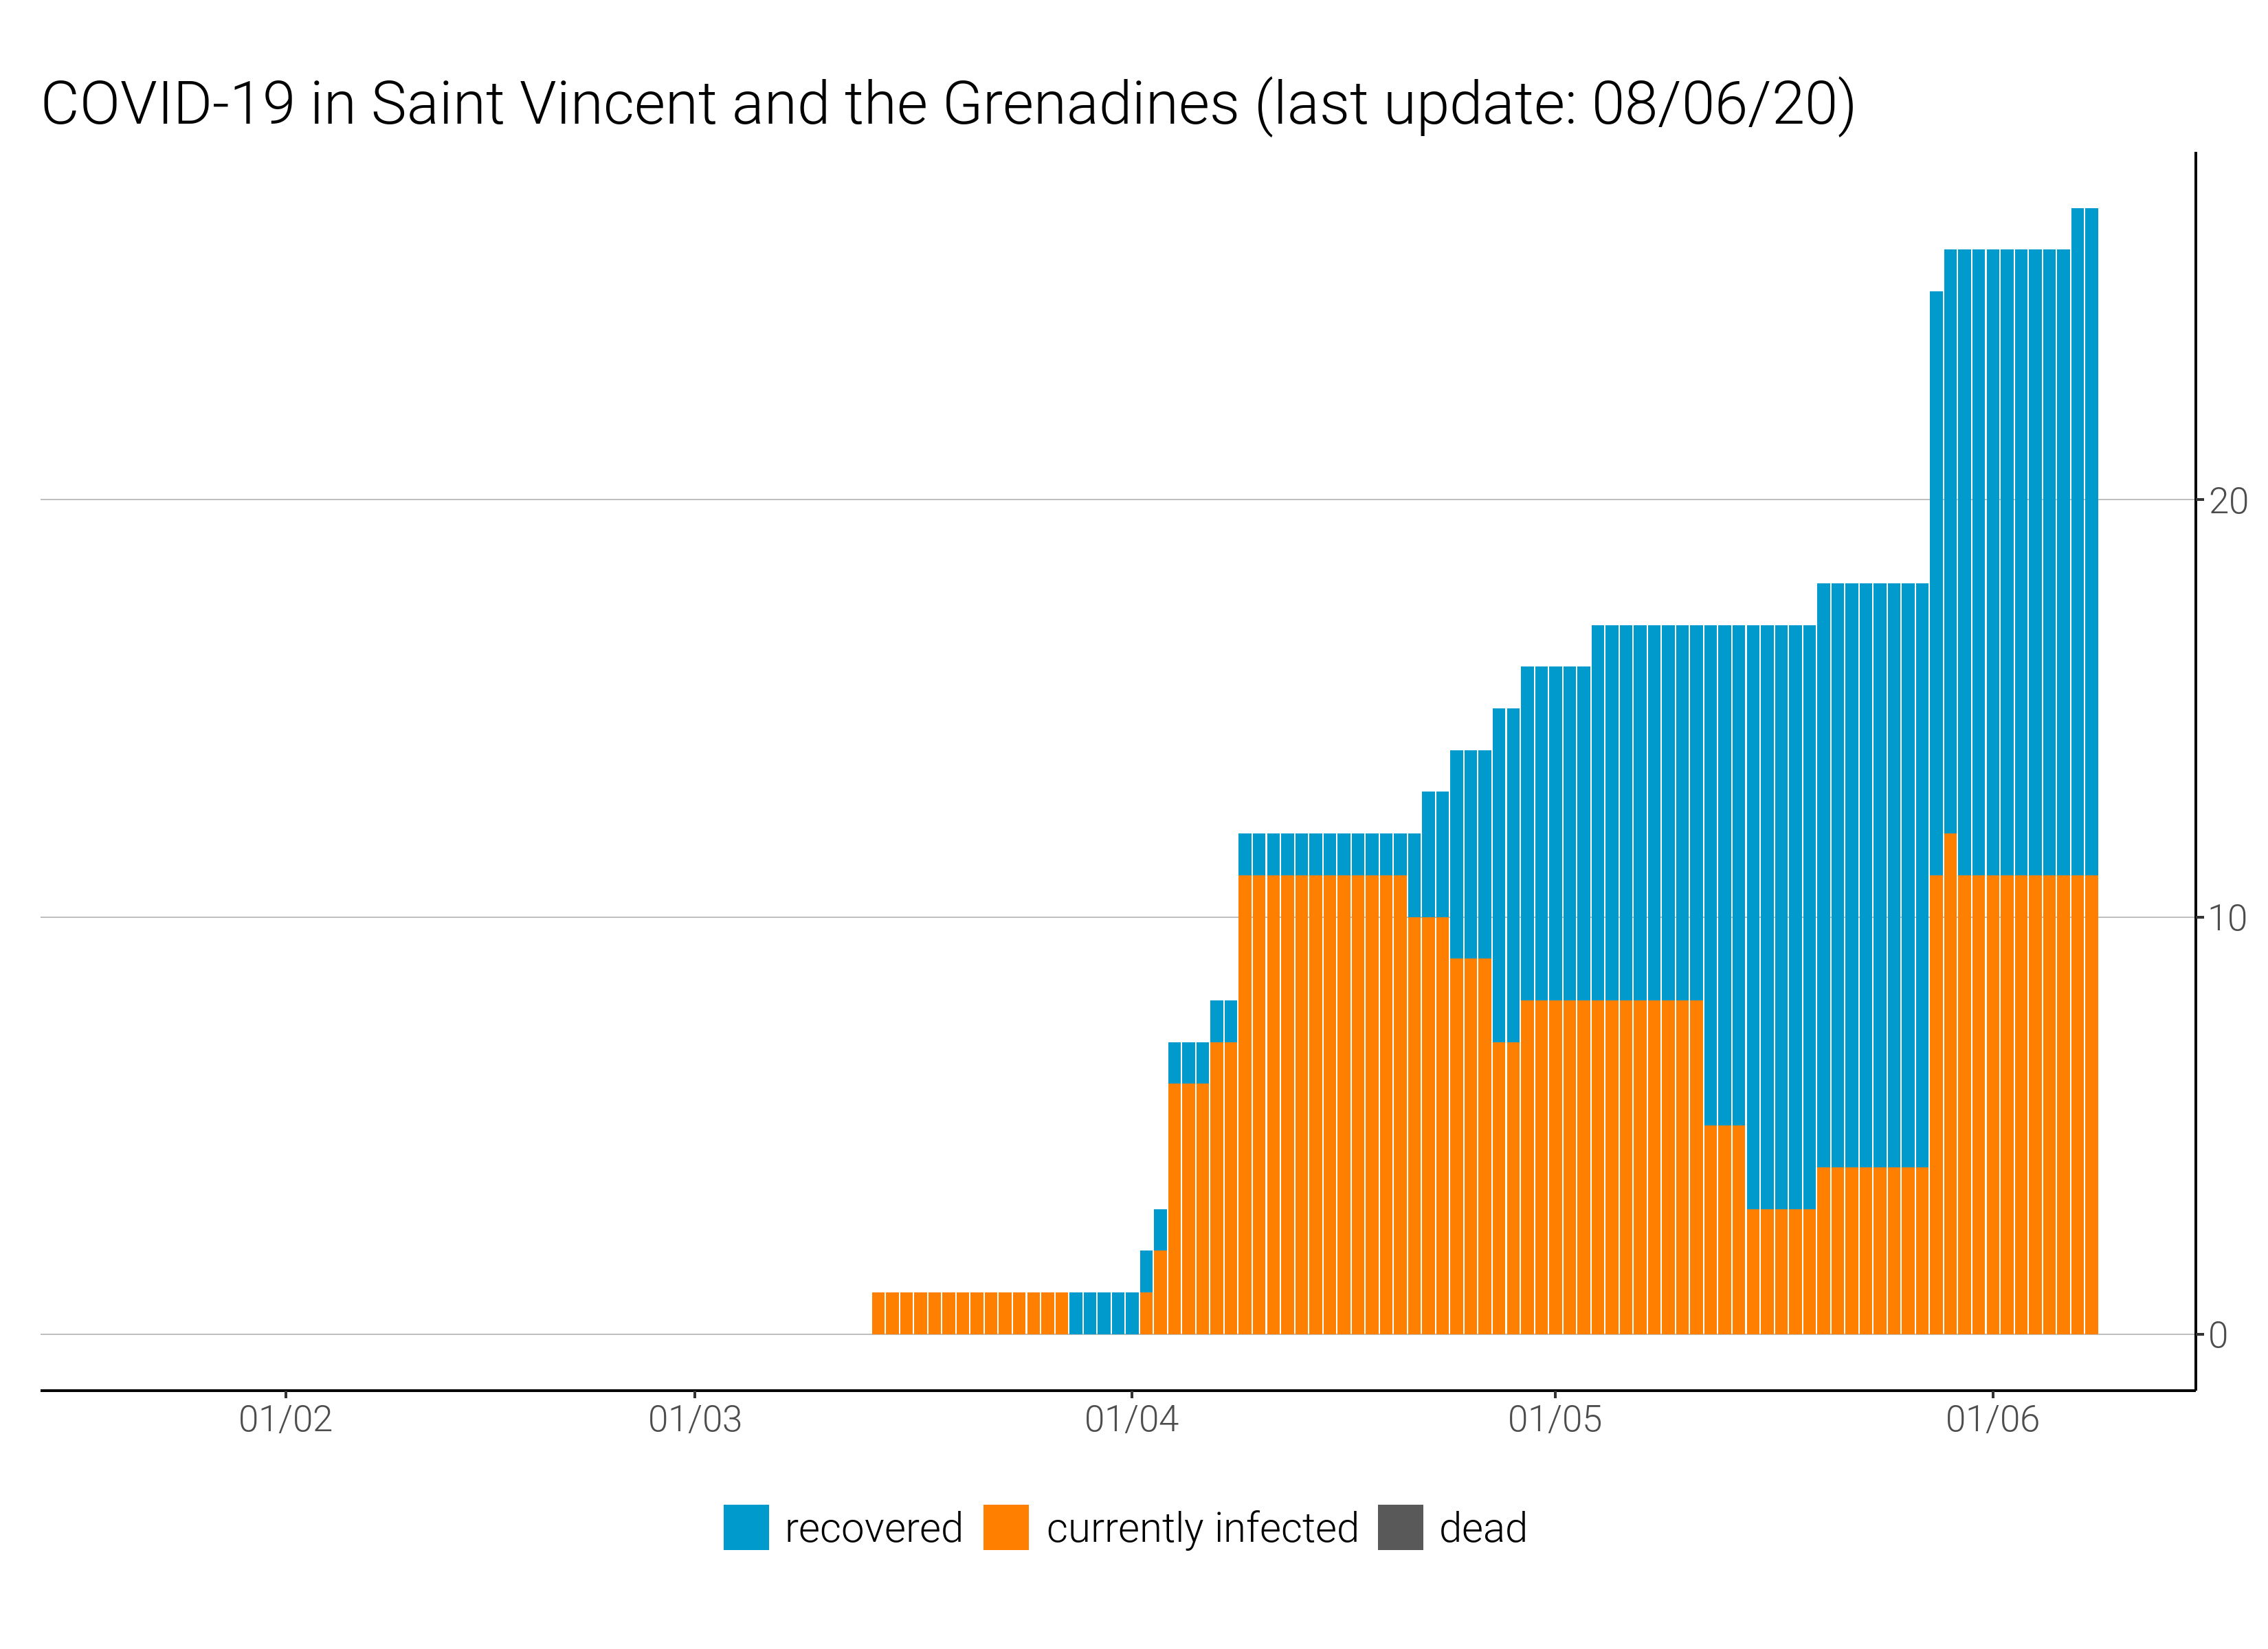 COVID-19 in Saint Vincent and the Grenadines (last update: 08/06/20)
20
10
0
01/02 01/03 01/04 01/05 01/06
recovered currently infected dead